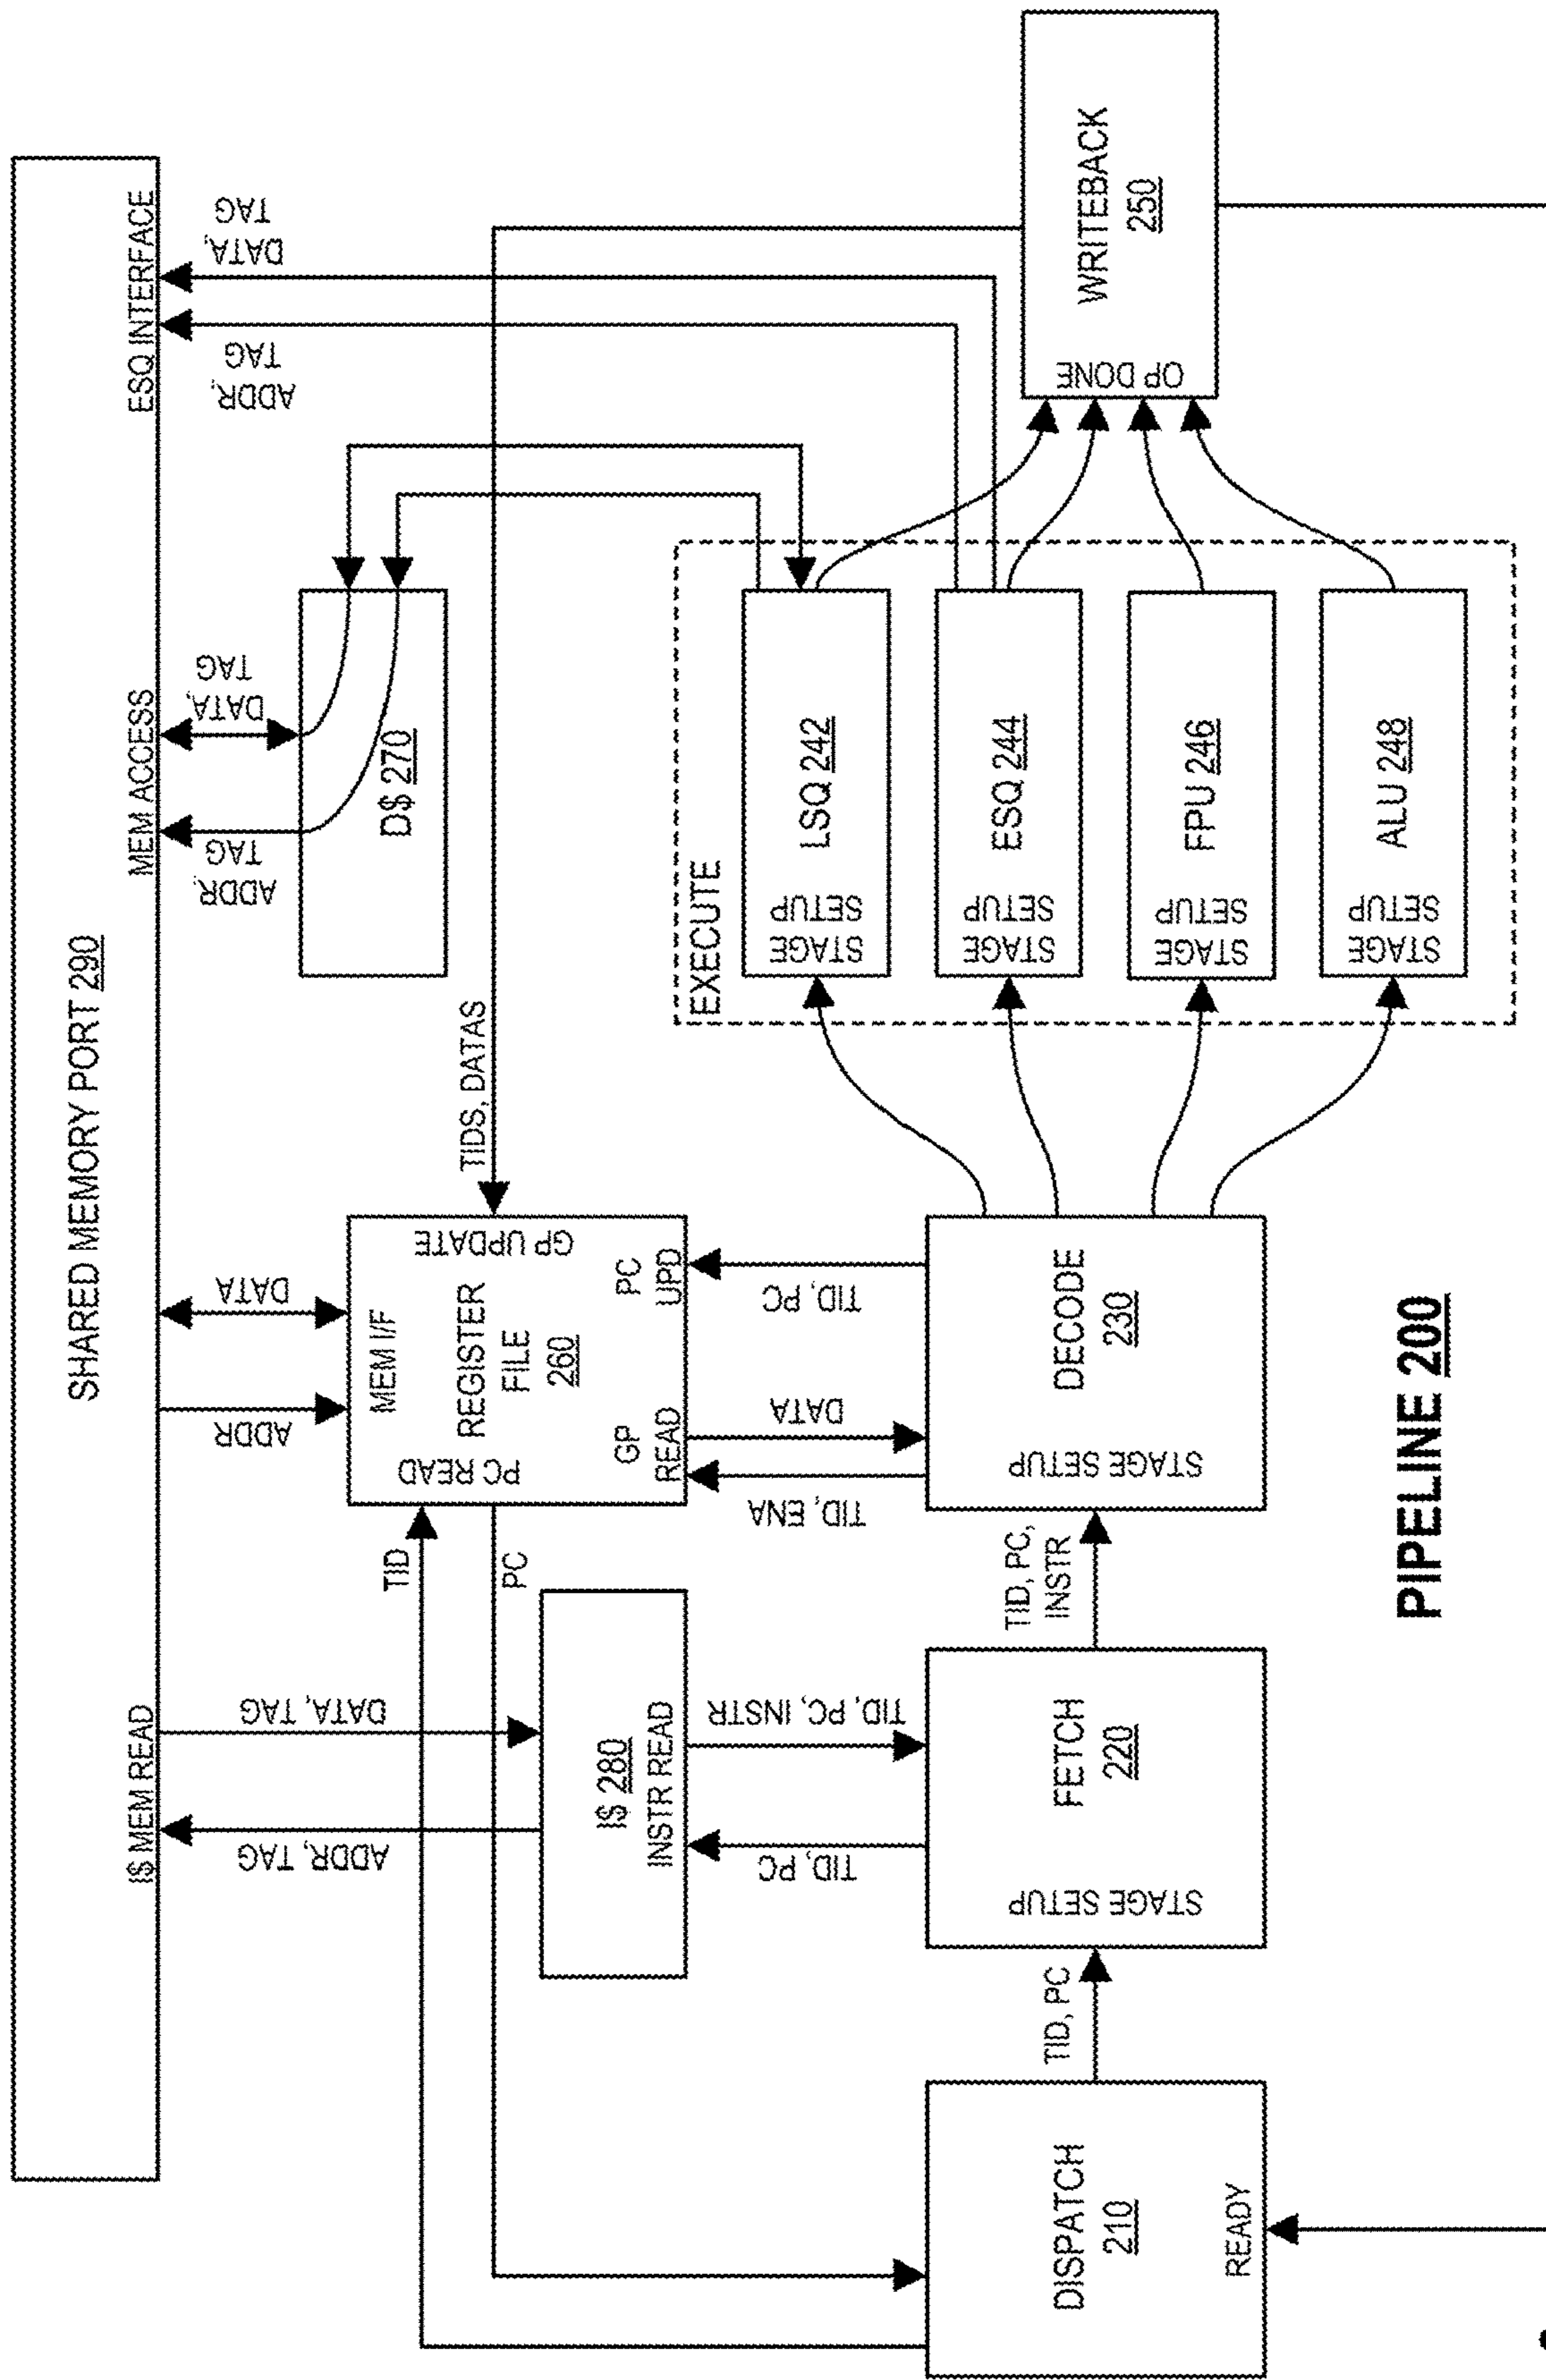 SHARED MEMORY PORT 290
I$ MEM READ
MEM ACCESS
ESQ INTERFACE
ADDR, TAG
DATA, TAG
ADDR
DATA
ADDR,
TAG
DATA,
TAG
ADDR,
TAG
DATA,
TAG
TID
PC
MEM I/F
PC READ
REGISTER
FILE
260
GP UPDATE
GP
READ
PC
UPD
TIDS, DATAS
D$ 270
I$ 280
INSTR READ
TID, PC
TID, PC, INSTR
TID, ENA
DATA
TID, PC
DISPATCH
210
READY
TID, PC
STAGE SETUP
FETCH
220
TID, PC,
INSTR
STAGE SETUP
DECODE
230
EXECUTE
STAGE
SETUP
LSQ 242
STAGE
SETUP
ESQ 244
STAGE
SETUP
FPU 246
STAGE
SETUP
ALU 248
OP DONE
WRITEBACK
250
PIPELINE 200